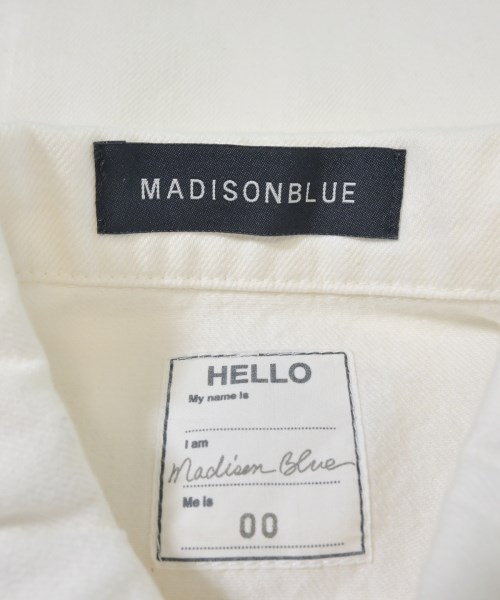 MADISONBLUE
HELLO
My name is
I am
Madison Blue
Me is
00